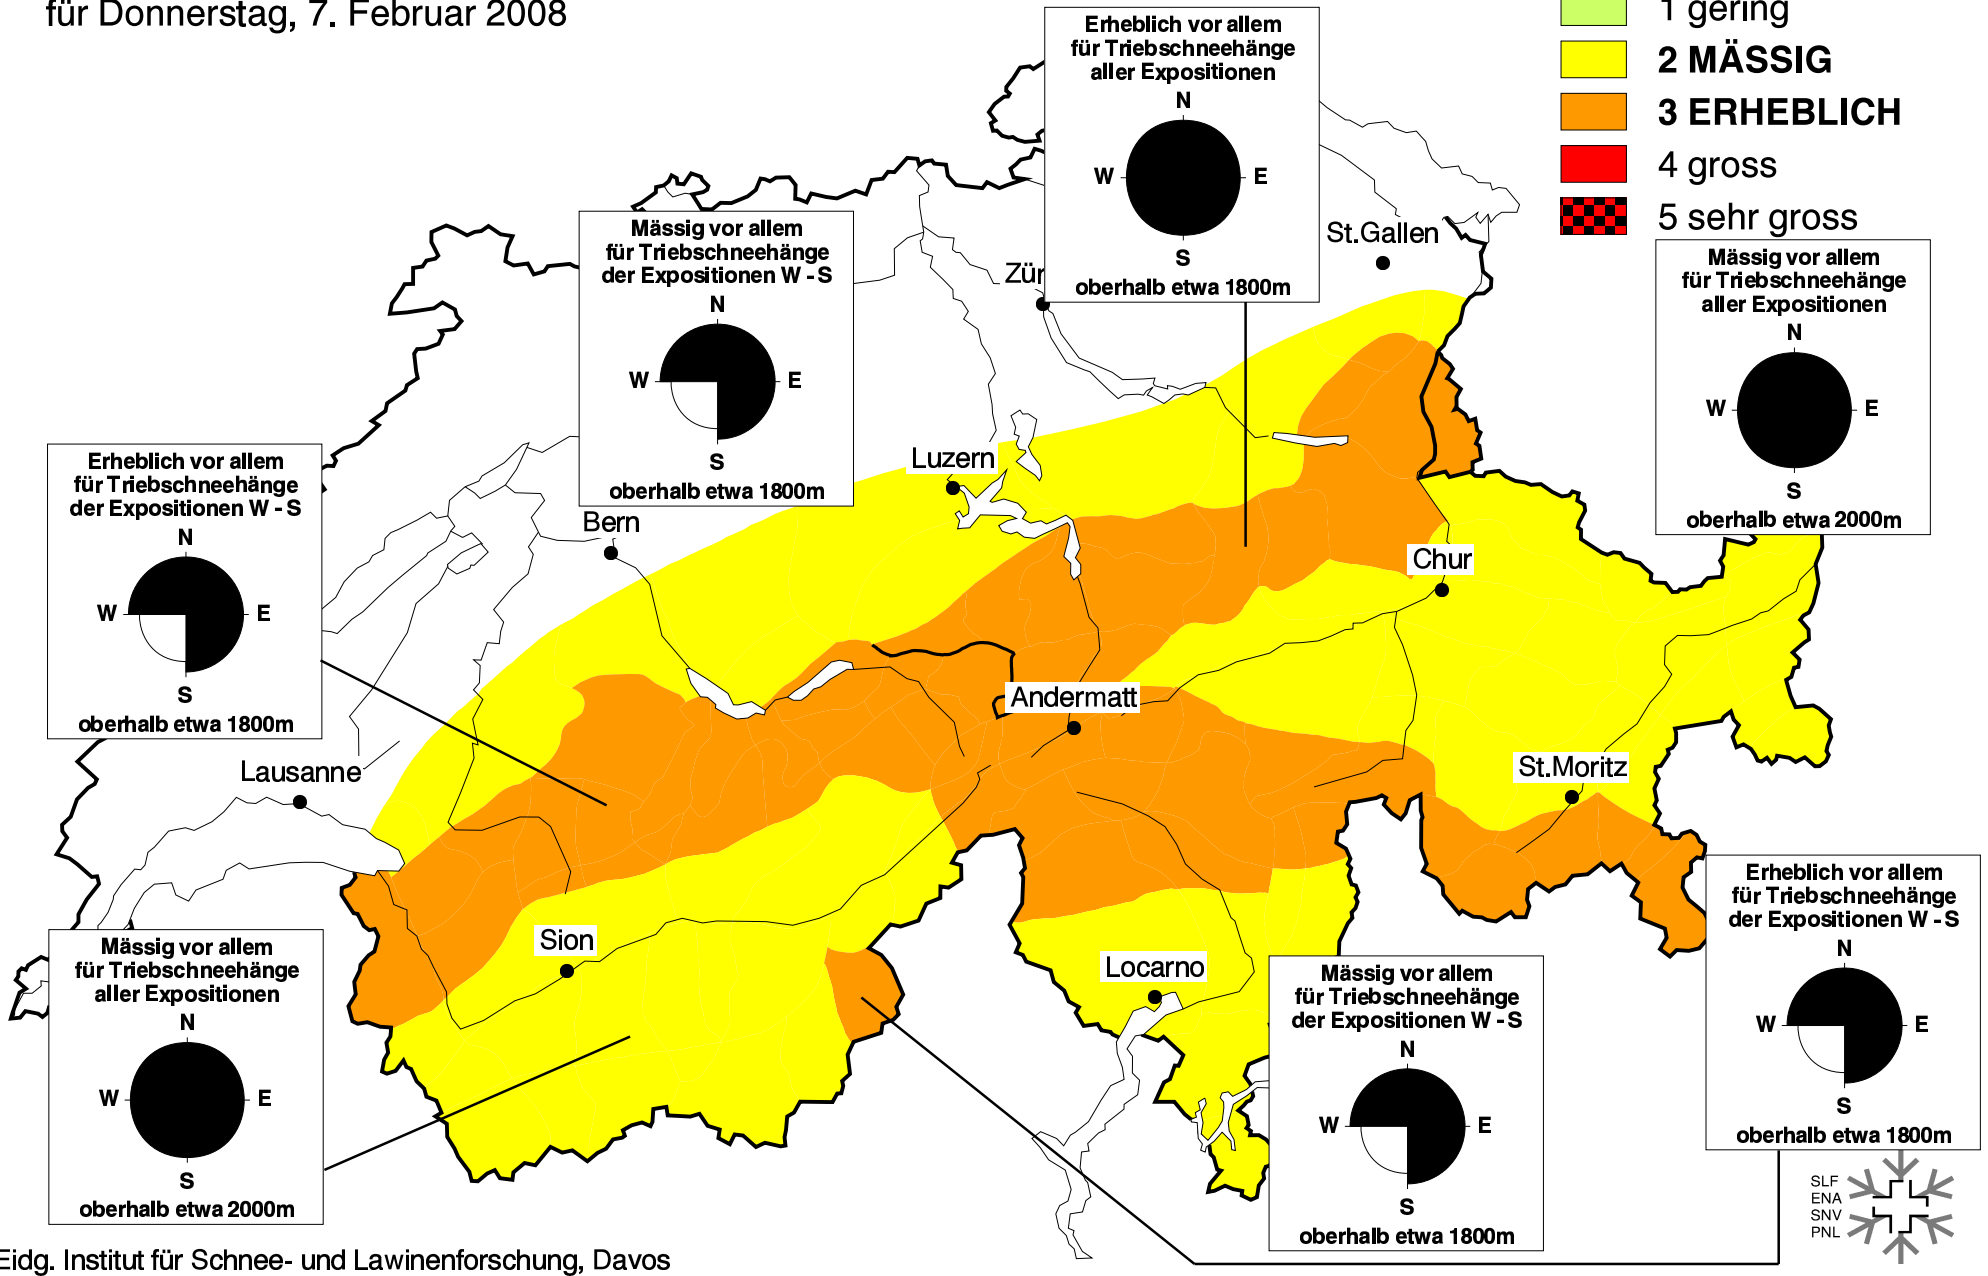 für Donnerstag, 7. Februar 2008
1 gering
2 MÄSSIG
3 ERHEBLICH
4 gross
5 sehr gross
Erheblich vor allem
für Triebschneehänge
aller Expositionen
N
W
E
S
oberhalb etwa 1800m
Mässig vor allem
für Triebschneehänge
der Expositionen W - S
N
W
E
S
oberhalb etwa 1800m
Mässig vor allem
für Triebschneehänge
aller Expositionen
N
W
E
S
oberhalb etwa 2000m
Erheblich vor allem
für Triebschneehänge
der Expositionen W - S
N
W
E
S
oberhalb etwa 1800m
St.Gallen
Zür
Luzern
Bern
Chur
Andermatt
St.Moritz
Lausanne
Sion
Locarno
Mässig vor allem
für Triebschneehänge
aller Expositionen
N
W
E
S
oberhalb etwa 2000m
Mässig vor allem
für Triebschneehänge
der Expositionen W - S
N
W
E
S
oberhalb etwa 1800m
Erheblich vor allem
für Triebschneehänge
der Expositionen W - S
N
W
E
S
oberhalb etwa 1800m
SLF
ENA
SNV
PNL
Eidg. Institut für Schnee- und Lawinenforschung, Davos